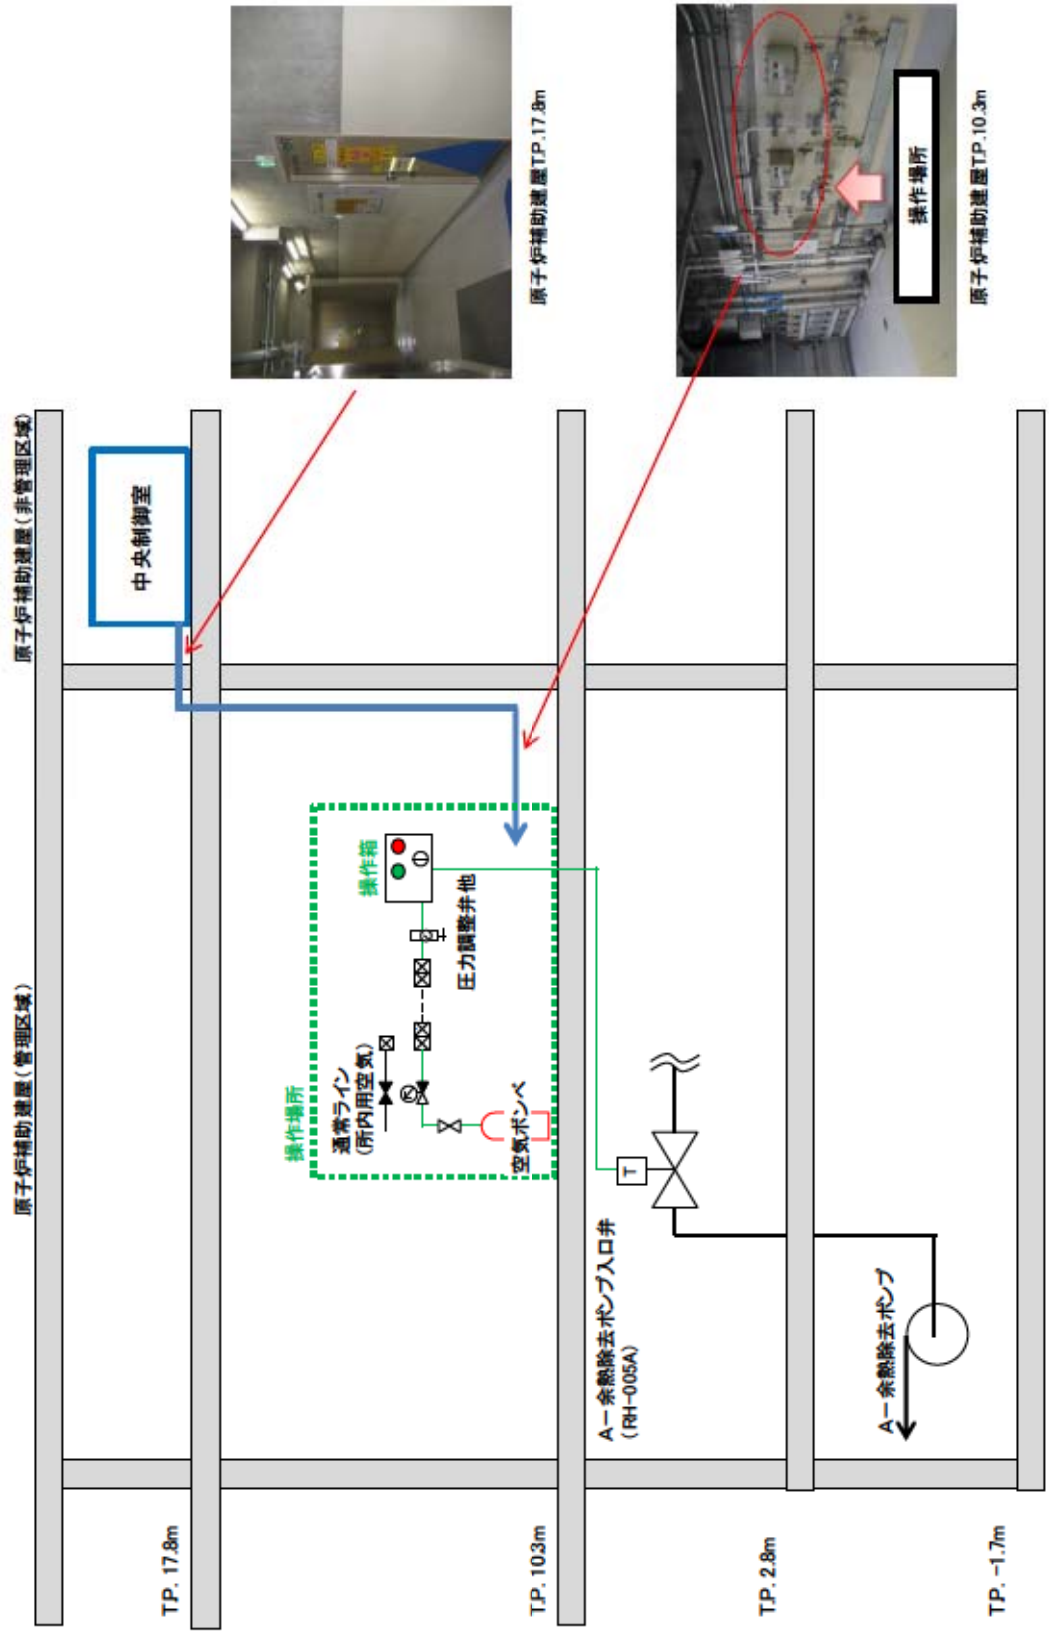 原子炉補助建屋(管理区域)
原子炉補助建屋(非管理区域)
中央制御室
T.P. 17.8m
原子炉補助建屋T.P.17.8m
操作場所
操作箱
通常ライン
(所内用空気)
圧力調整弁他
空気ボンベ
T.P. 10.3m
操作場所
原子炉補助建屋T.P.10.3m
A-余熱除去ポンプ入口弁
(RH-005A)
T
T.P. 2.8m
A-余熱除去ポンプ
T.P. -1.7m